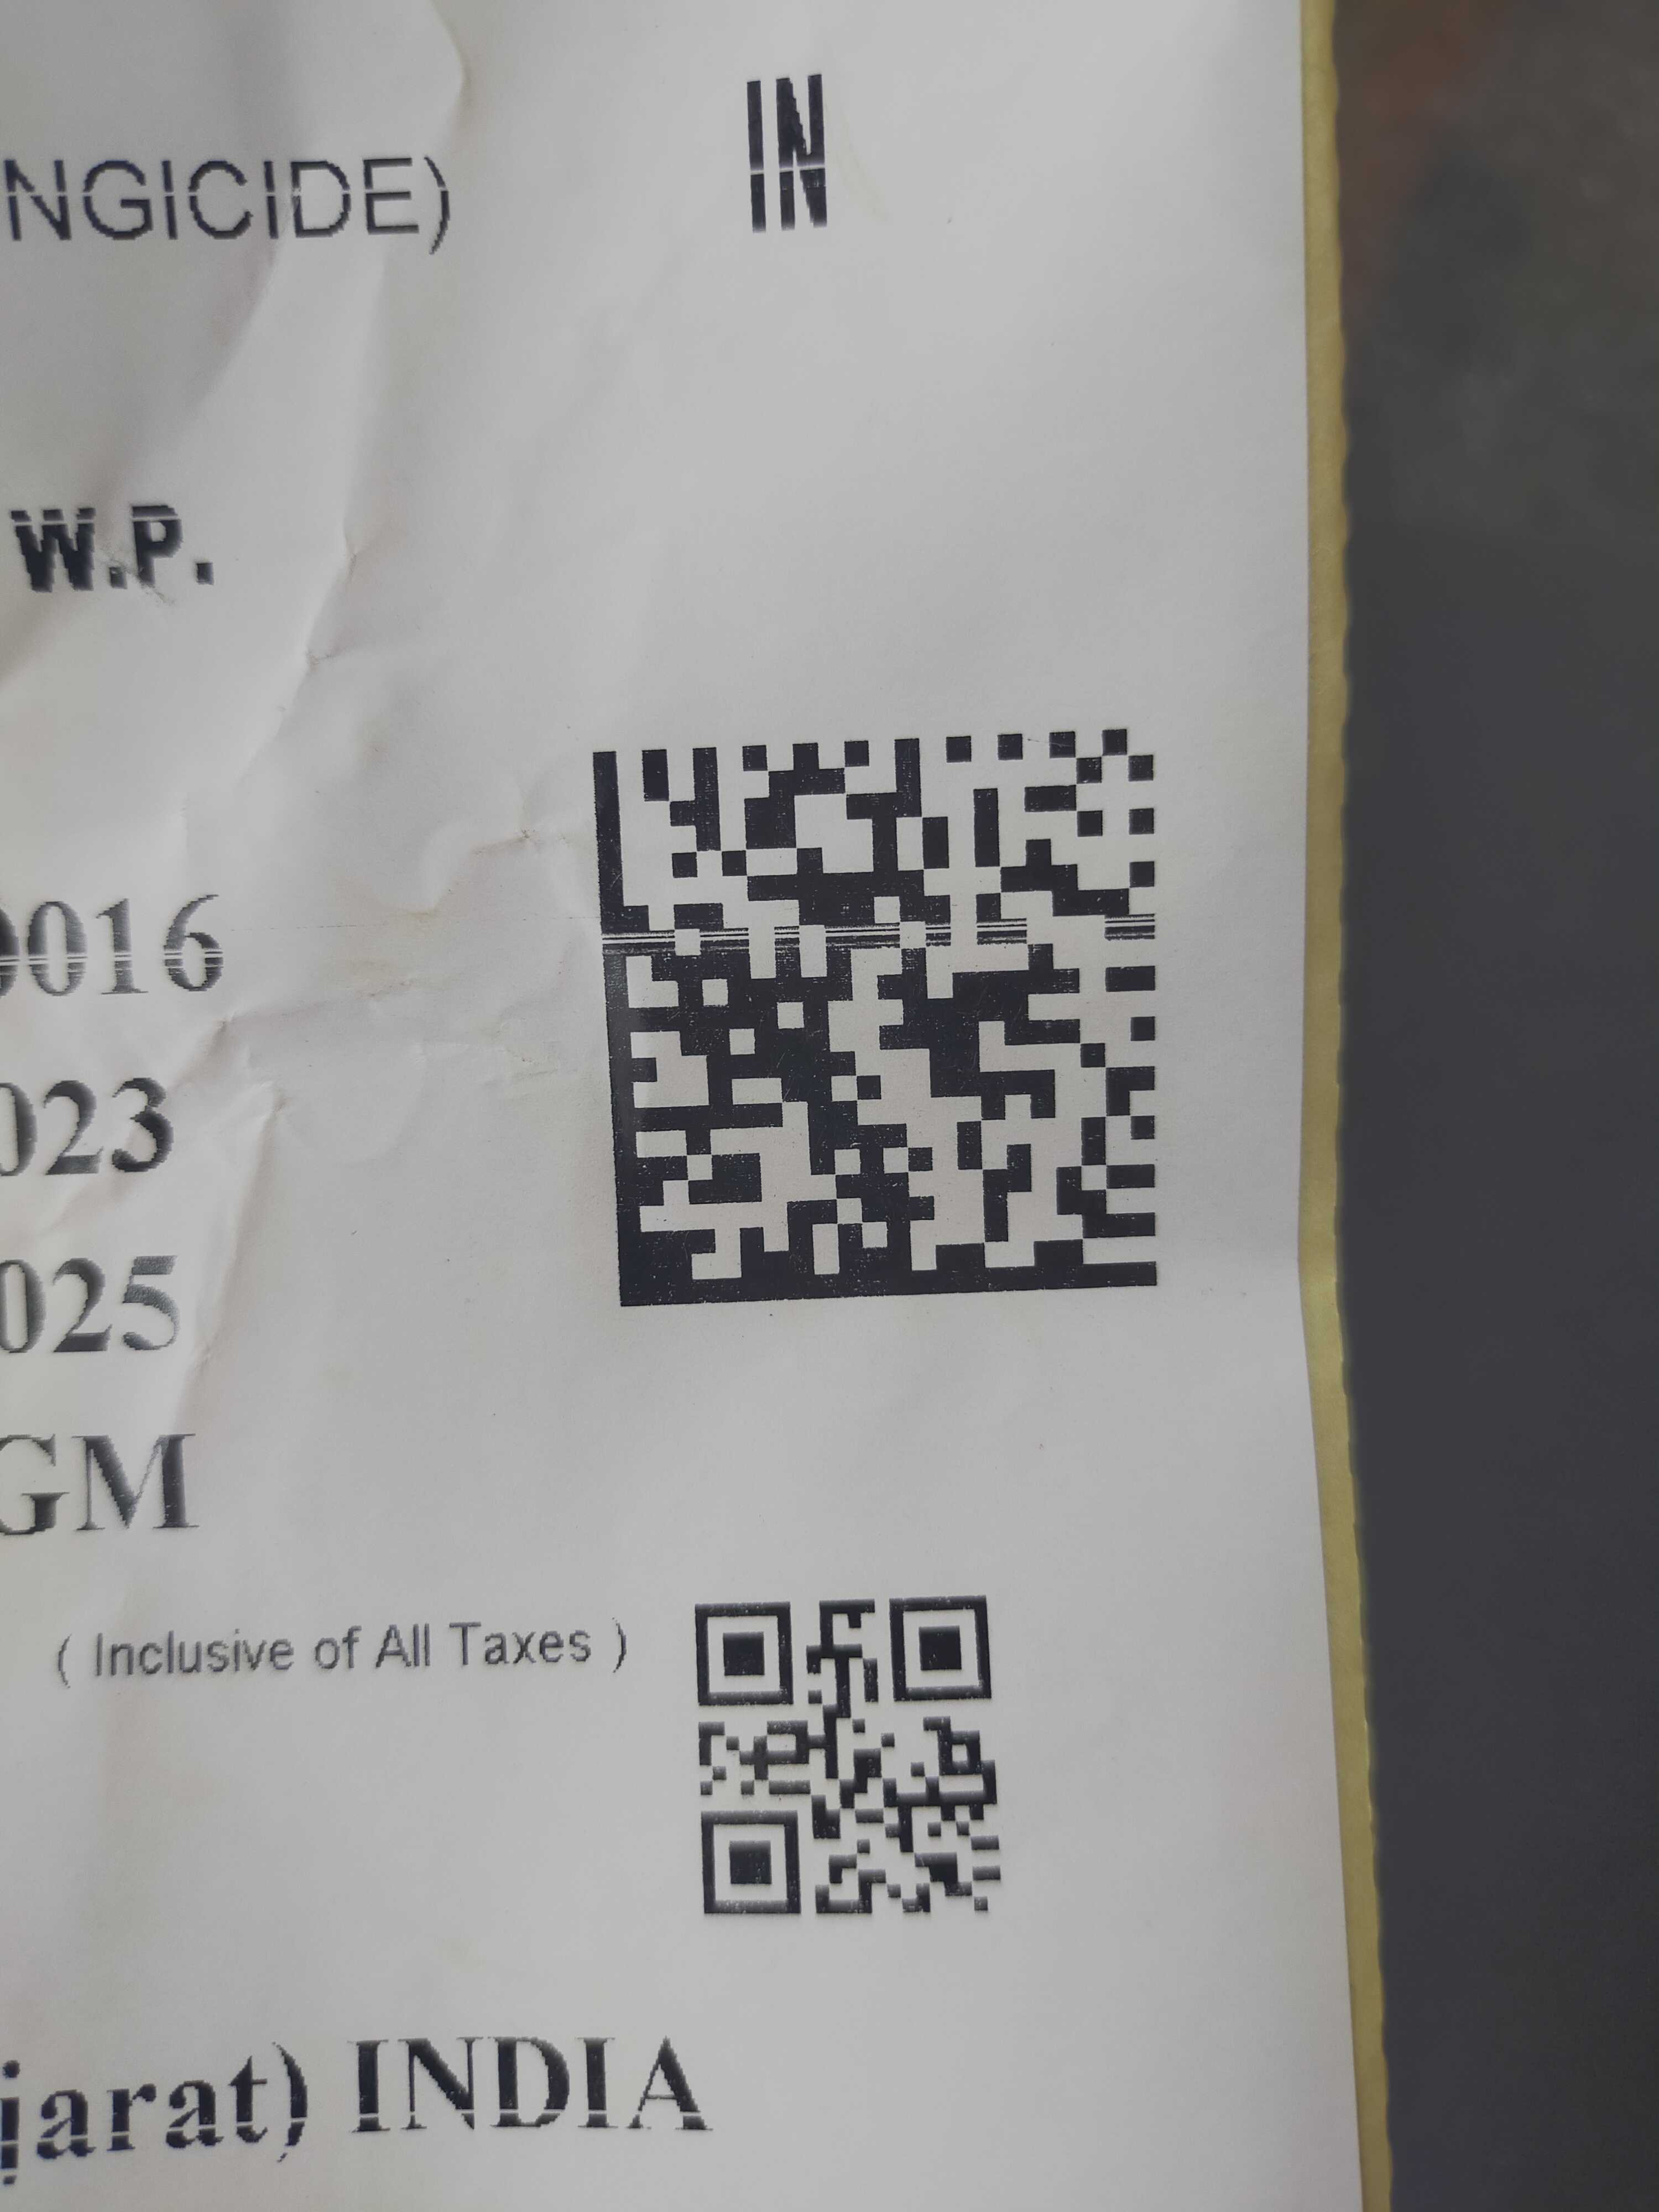 IN
NGICIDE)
W.P.
0016
023
025
GM
( Inclusive of All Taxes )
jarat) INDIA